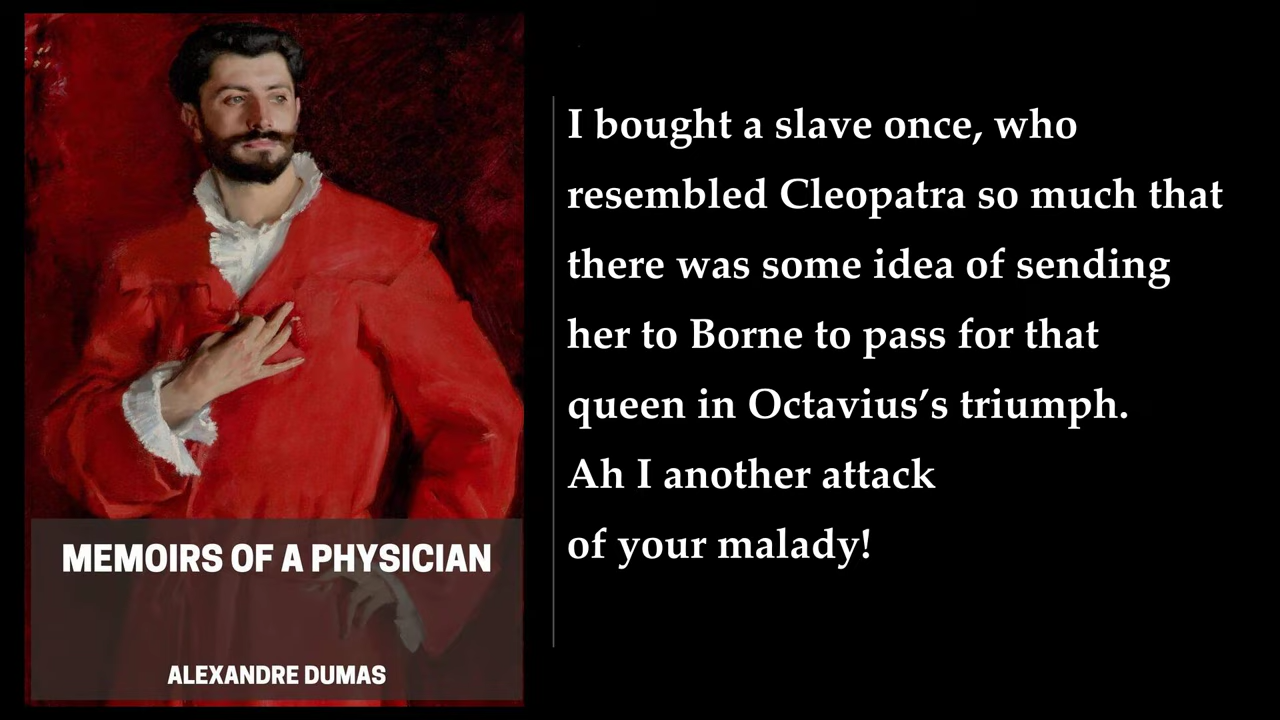 I bought a slave once, who
resembled Cleopatra so much that
there was some idea of sending
her to Borne to pass for that
queen in Octavius’s triumph.
Ah I another attack
of your malady!
MEMOIRS OF A PHYSICIAN
ALEXANDRE DUMAS